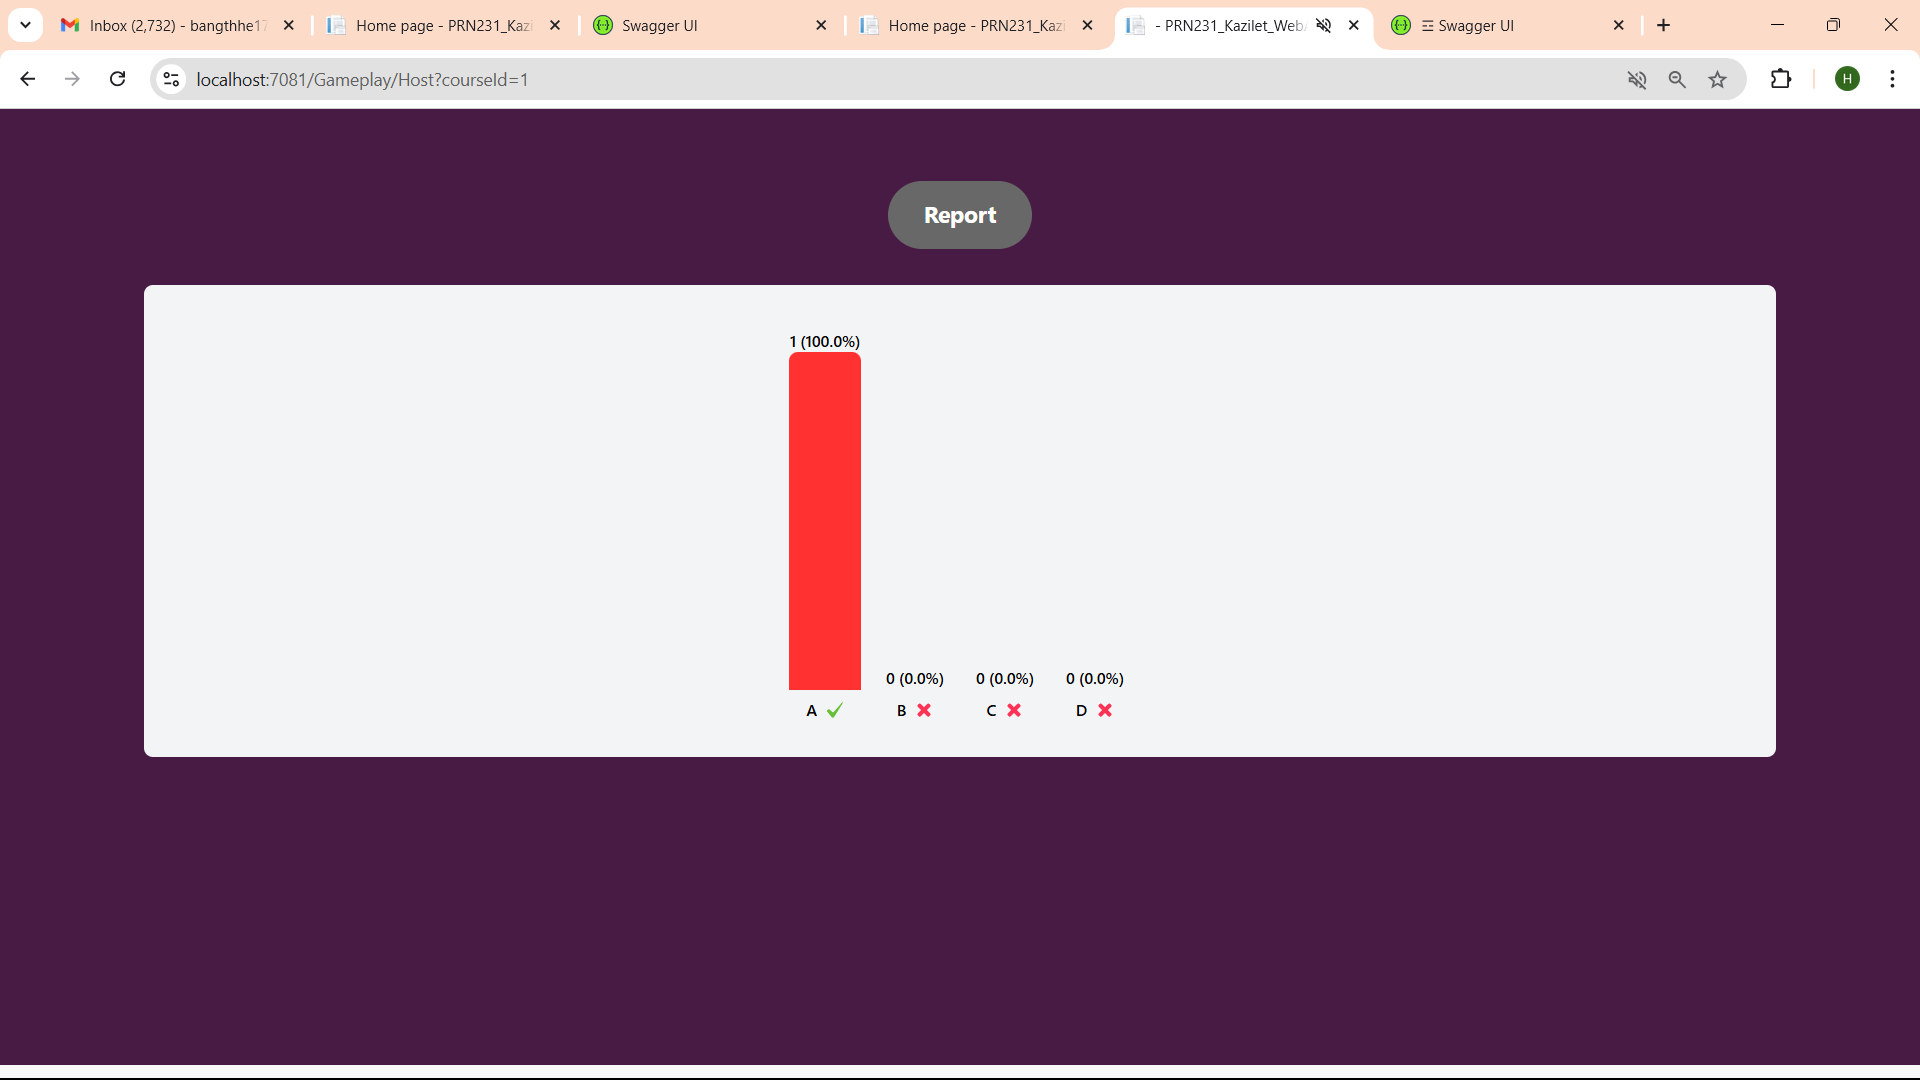 Inbox (2,732) - bangthhe17
Home page - PRN231_Kazi
Swagger UI
Home page - PRN231_Kazi
- PRN231_Kazilet_Web
Swagger UI
localhost:7081/Gameplay/Host?courseId=1
H
Report
1 (100.0%)
0 (0.0%) 0 (0.0%) 0 (0.0%)
A B C D